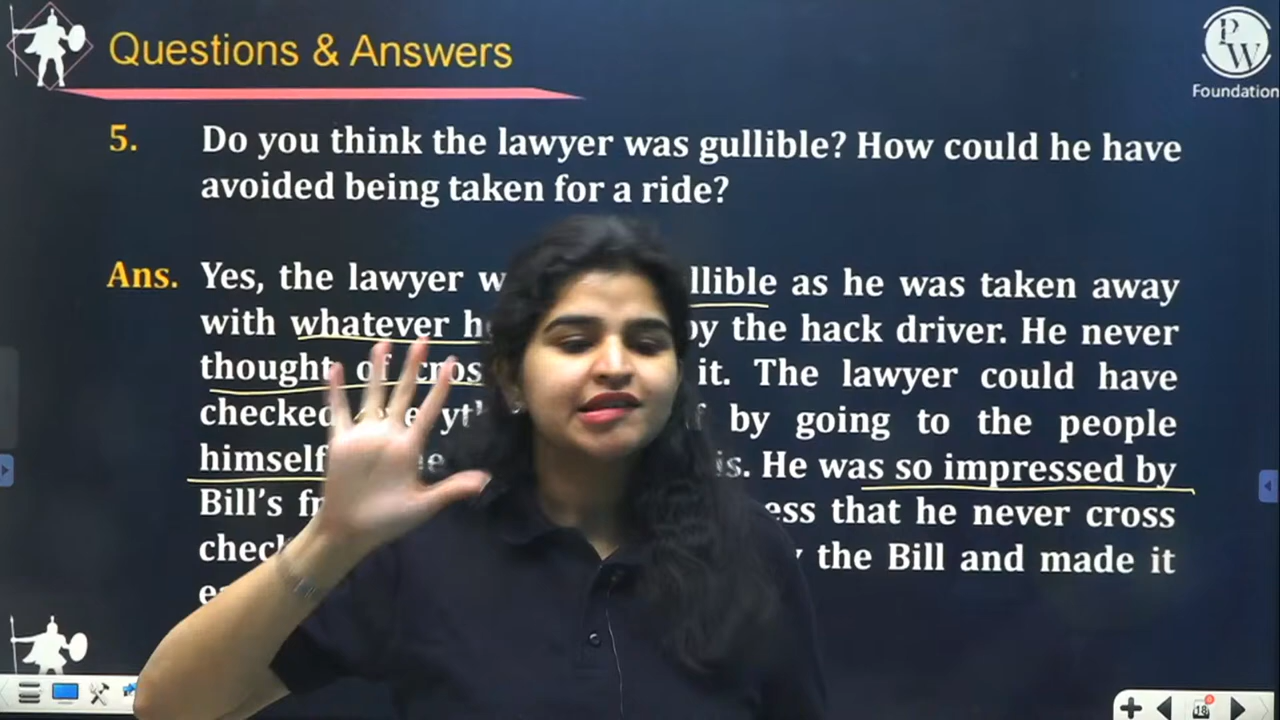 Questions & Answers
PW
Foundation
5. Do you think the lawyer was gullible? How could he have
avoided being taken for a ride?
Ans. Yes, the lawyer as he was taken away
with whatever by the hack driver. He never
thought of it. The lawyer could have
checked by going to the people
himself He was so impressed by
Bill's that he never cross
the Bill and made it
18